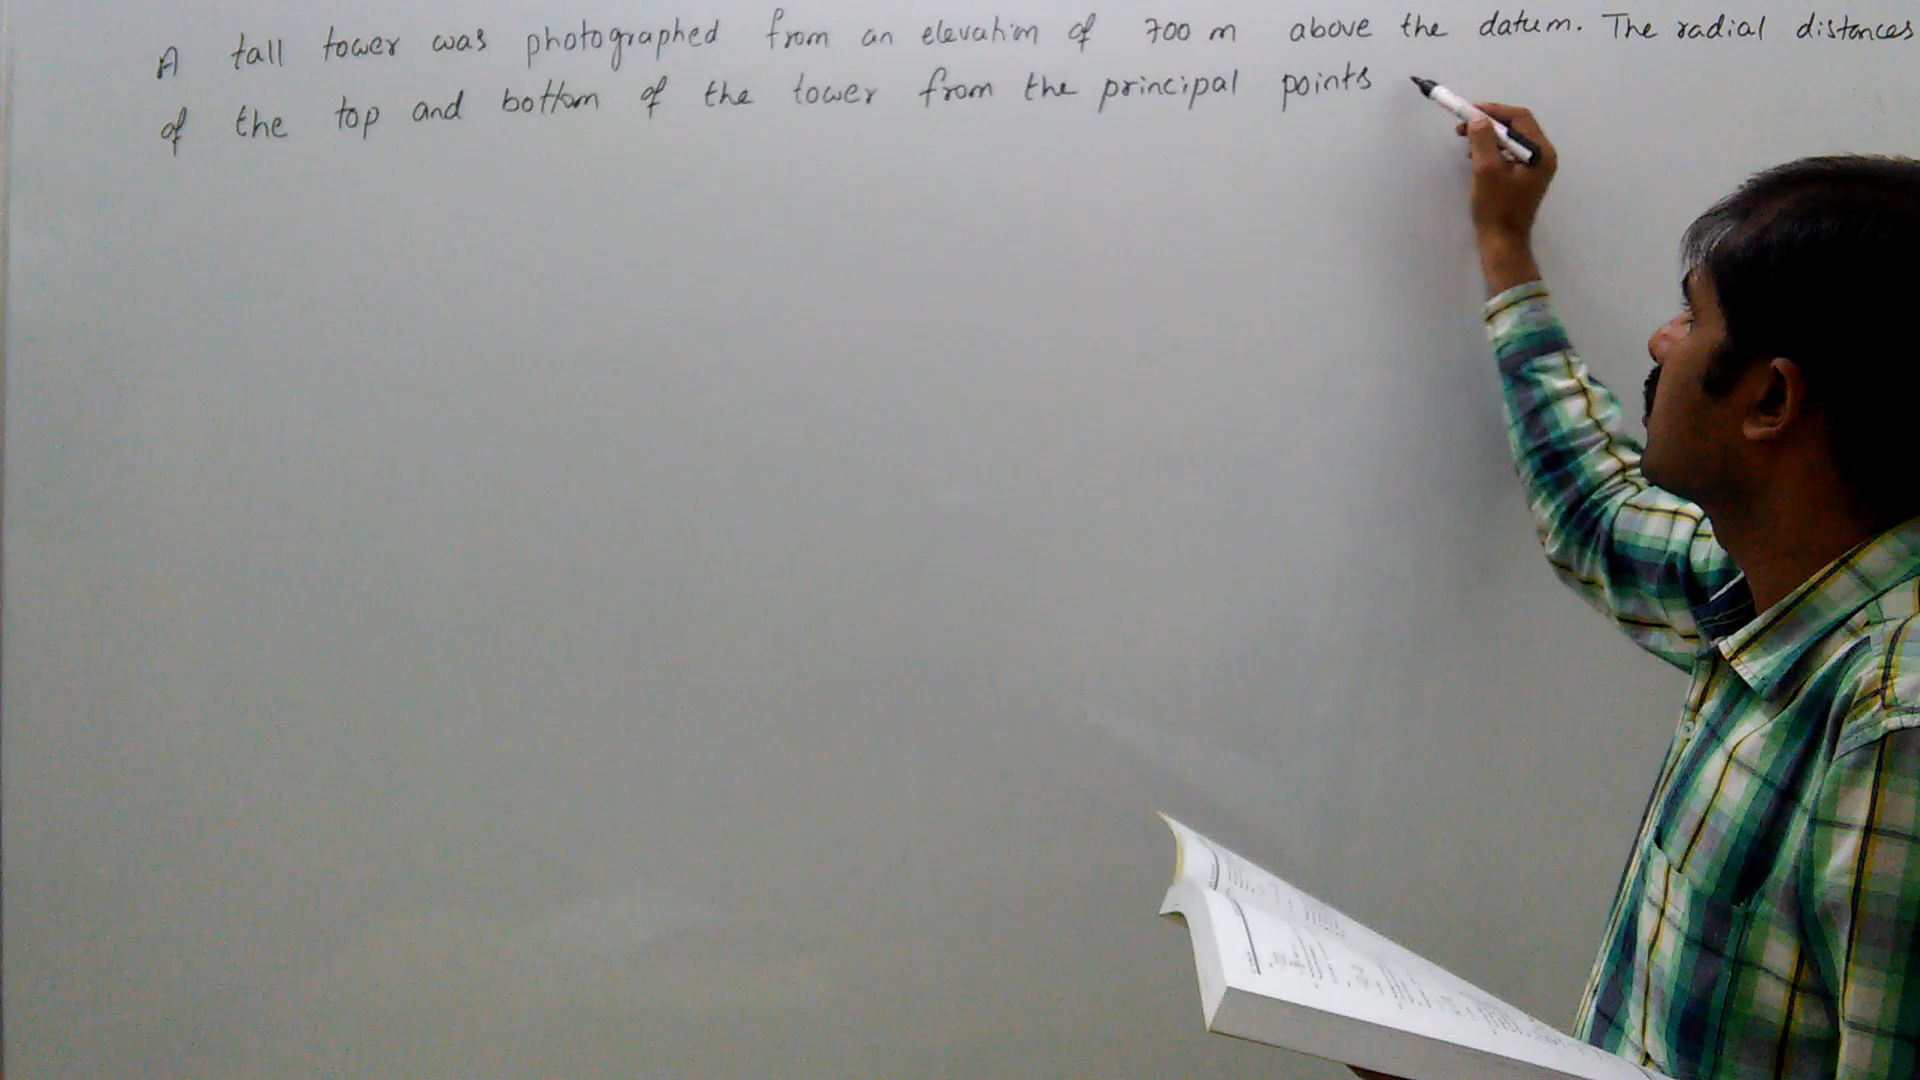 A tall tower was photographed from an elevation of 700 m above the datum. The radial distances
of the top and bottom of the tower from the principal points